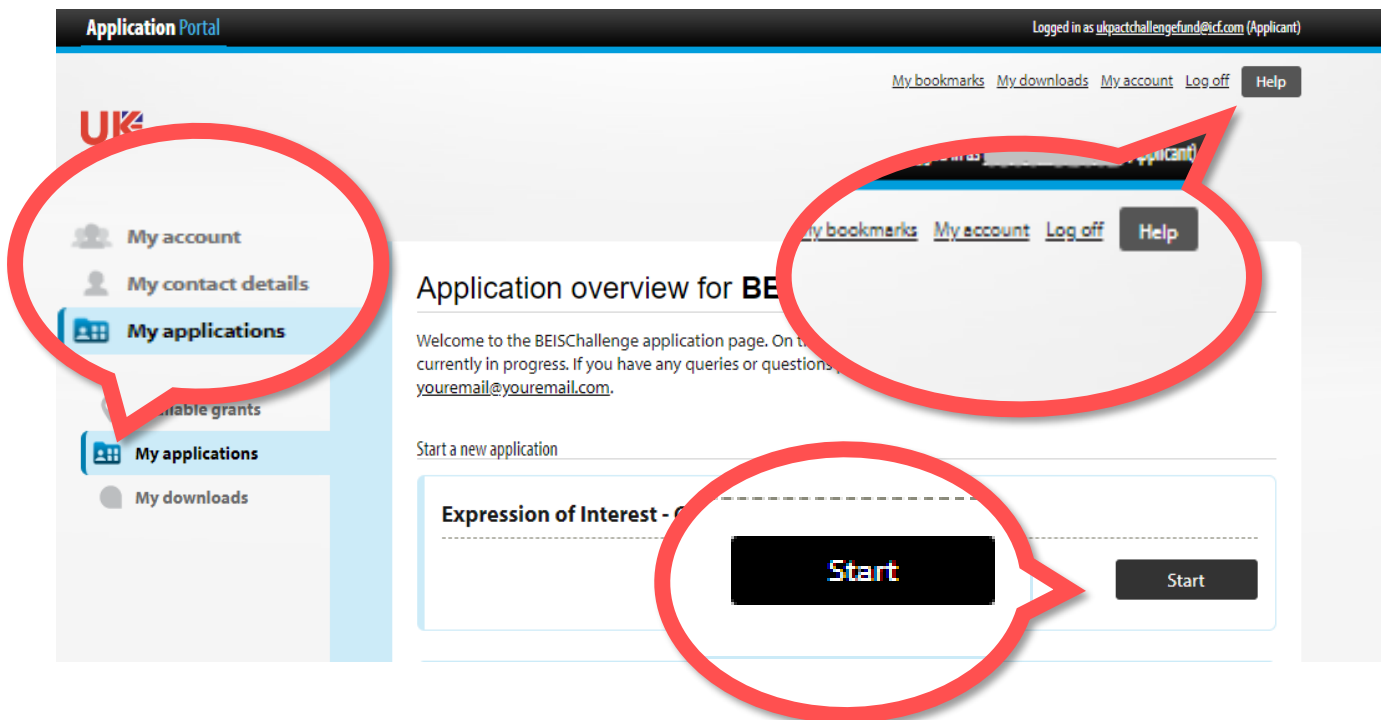 Application Portal
Logged in as ukpactchallengefund@icf.com (Applicant)
My bookmarks My downloads My account Log off Help
UK
in as
bookmarks My account Log off Help
My account
My contact details
My applications
Application overview for BE
Welcome to the BEISChallenge application page. On
currently in progress. If you have any queries or questions
youremail@youremail.com.
grants
My applications
My downloads
Start a new application
Expression of Interest -
Start
Start